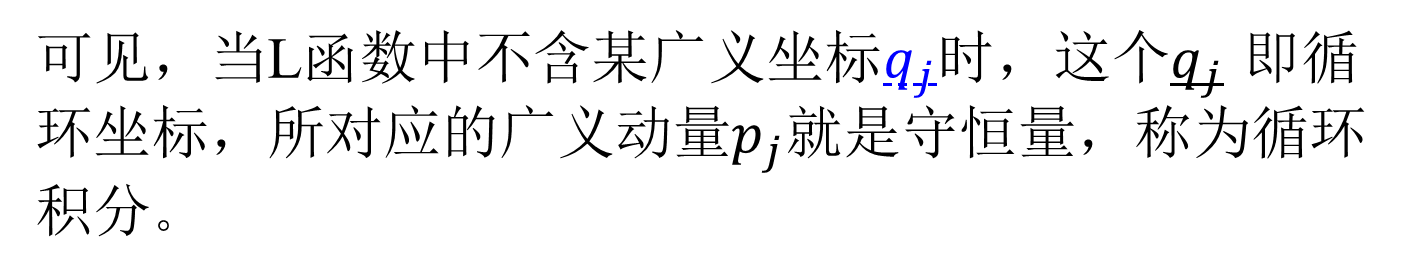 可见，当L函数中不含某广义坐标q_j时，这个q_j 即循
环坐标，所对应的广义动量p_j就是守恒量，称为循环
积分。